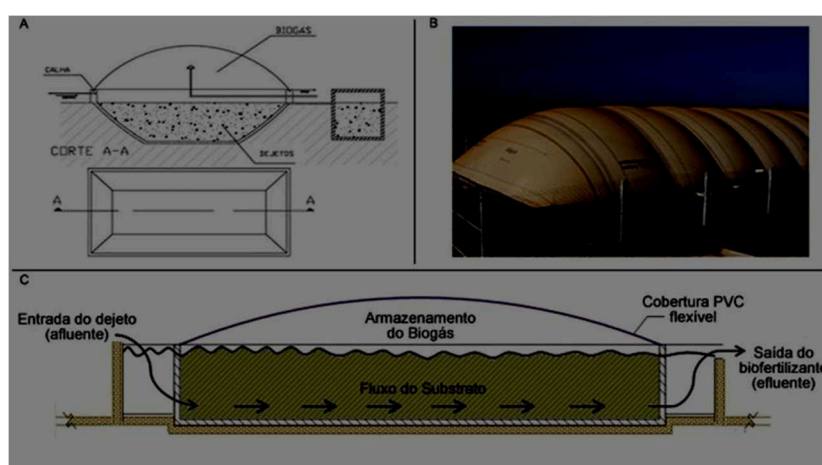 A
BIOGÁS
CALHA
DEJETOS
CORTE A-A
A
A
B
C
Entrada do dejeto
(afluente)
Armazenamento
do Biogás
Cobertura PVC
flexível
Fluxo do Substrato
Saída do
biofertilizante
(efluente)